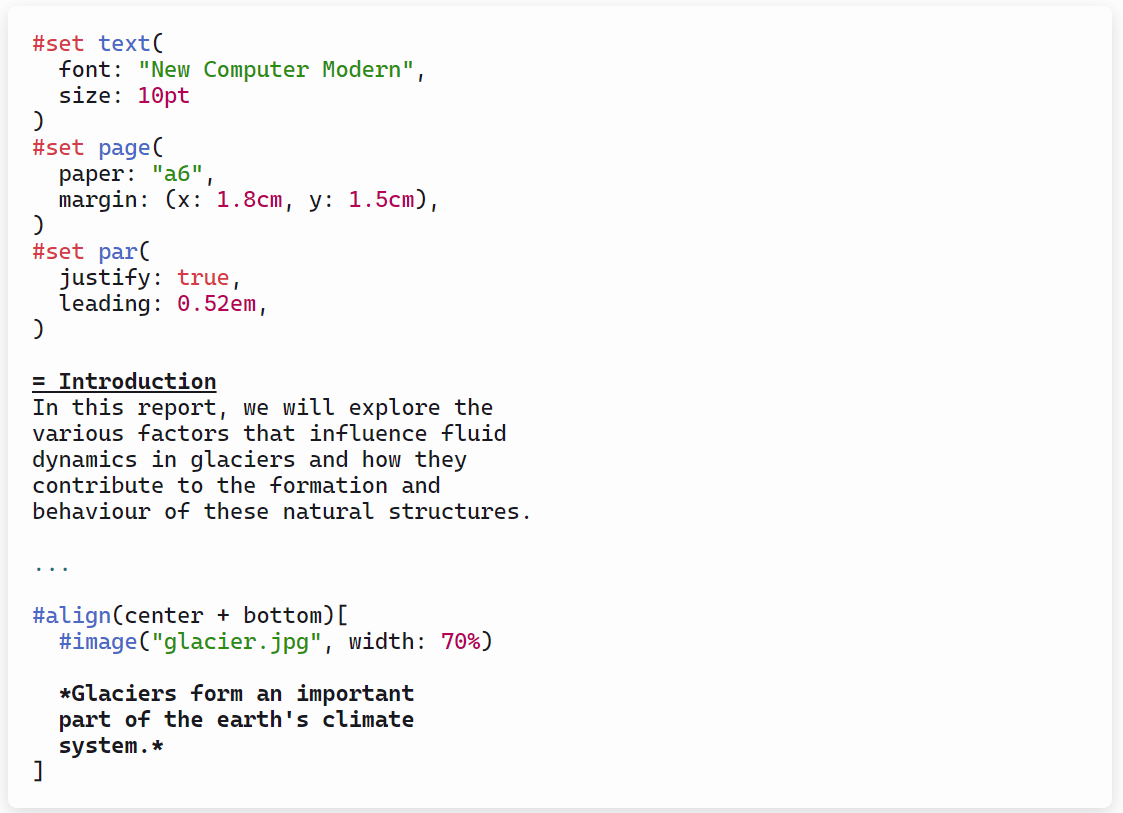 #set text(
  font: "New Computer Modern",
  size: 10pt
)
#set page(
  paper: "a6",
  margin: (x: 1.8cm, y: 1.5cm),
)
#set par(
  justify: true,
  leading: 0.52em,
)

= Introduction
In this report, we will explore the
various factors that influence fluid
dynamics in glaciers and how they
contribute to the formation and
behaviour of these natural structures.

...

#align(center + bottom)[
  #image("glacier.jpg", width: 70%)

  *Glaciers form an important
  part of the earth's climate
  system.*
]